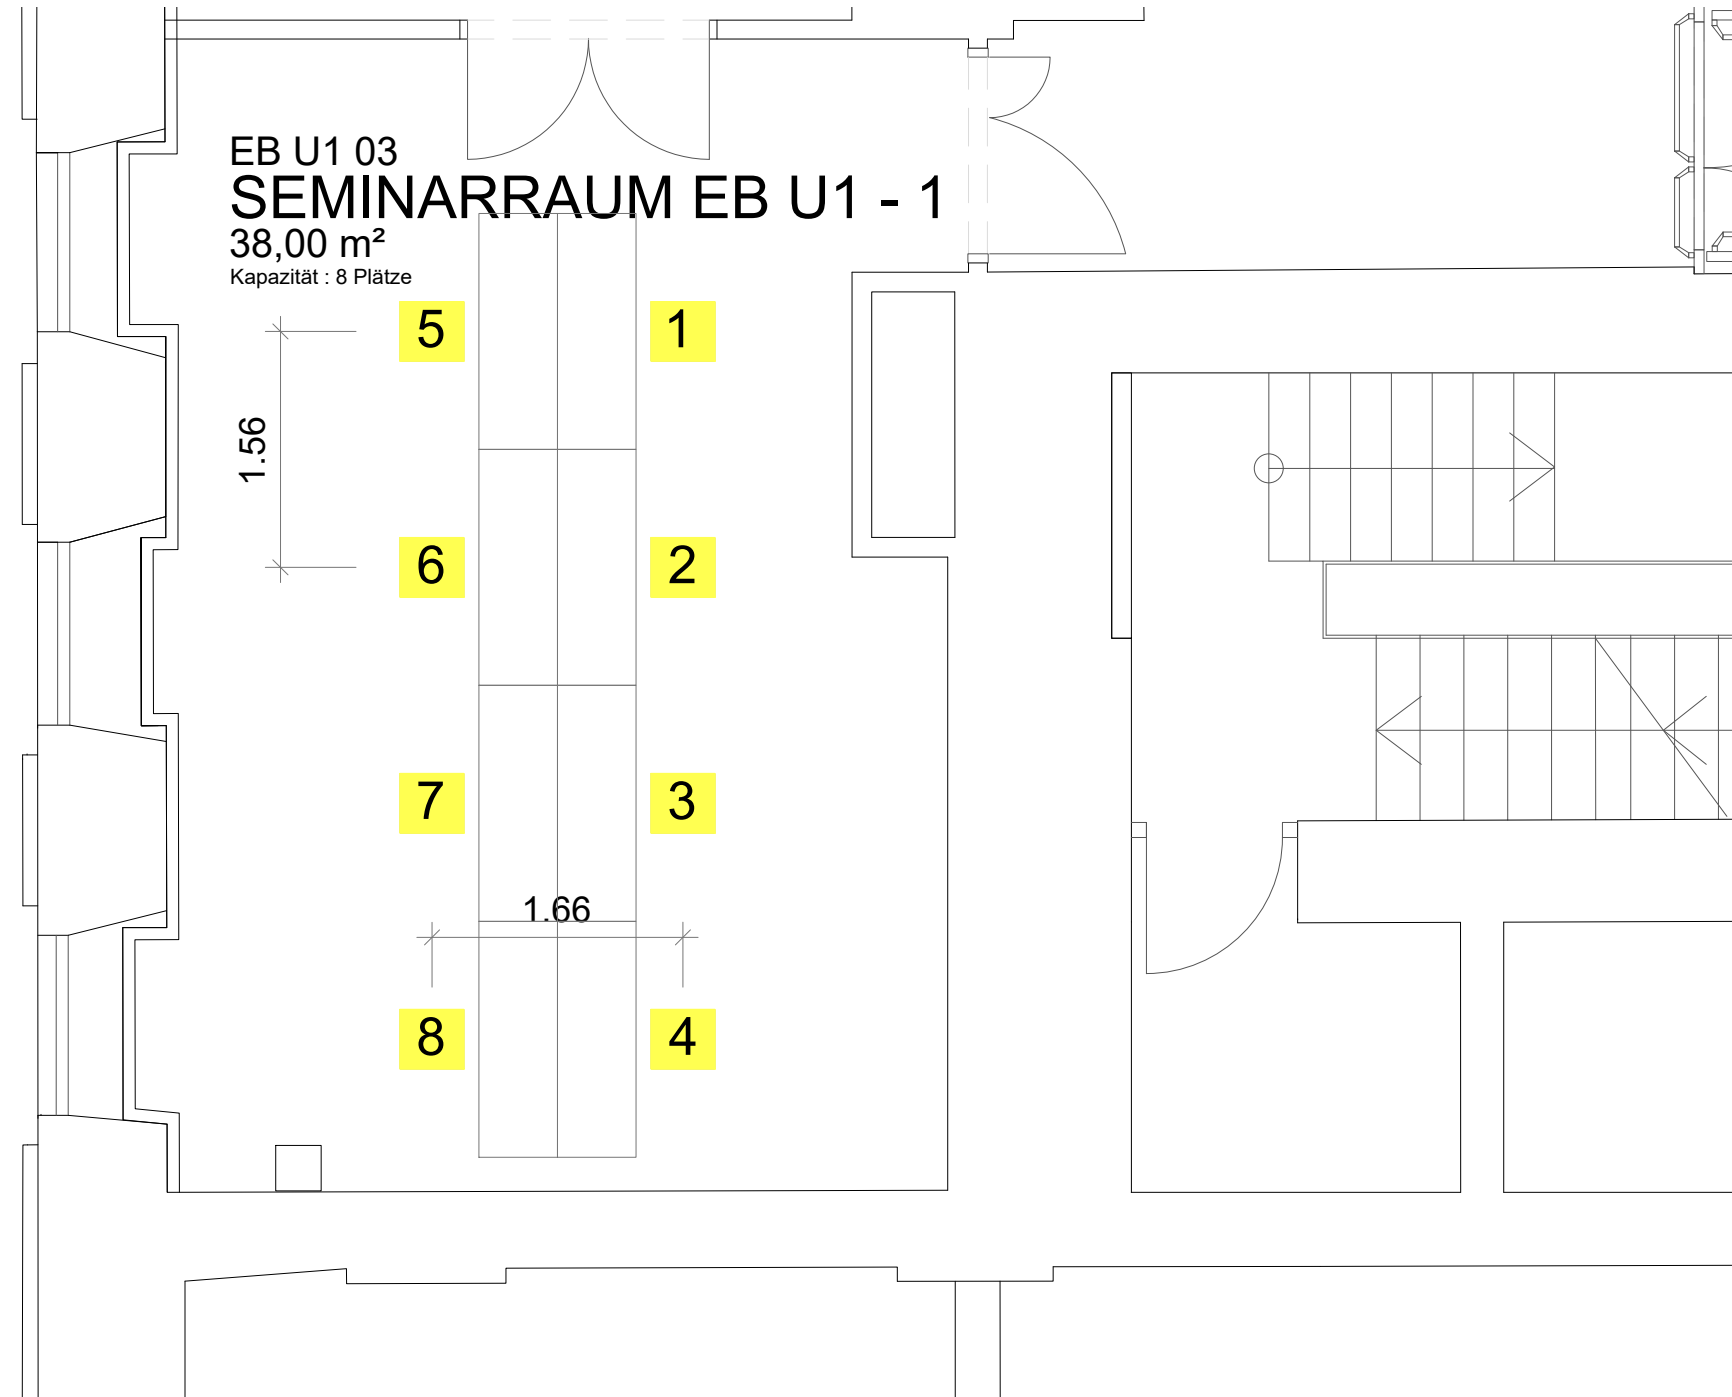 EB U1 03
SEMINARRAUM EB U1 - 1
38,00 m²
Kapazität : 8 Plätze
5 1
1.56
6 2
7 3
1.66
8 4